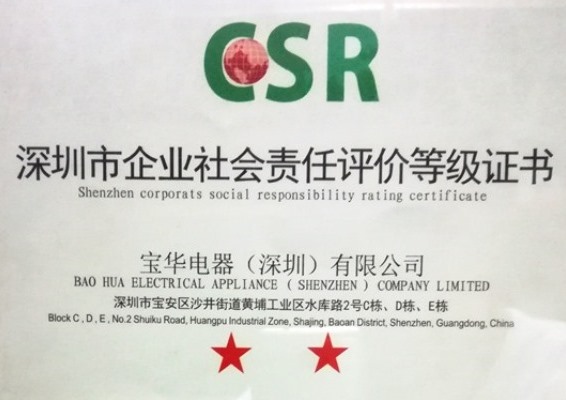 CSR
深圳市企业社会责任评价等级证书
Shenzhen corporats social responsibility rating certificate
宝华电器（深圳）有限公司
BAO HUA ELECTRICAL APPLIANCE ( SHENZHEN ) COMPANY LIMITED
深圳市宝安区沙井街道黄埔工业区水库路2号C栋、D栋、E栋
Block C , D , E , No.2 Shuiku Road, Huangpu Industrial Zone, Shajing, Baoan District, Shenzhen, Guangdong, China